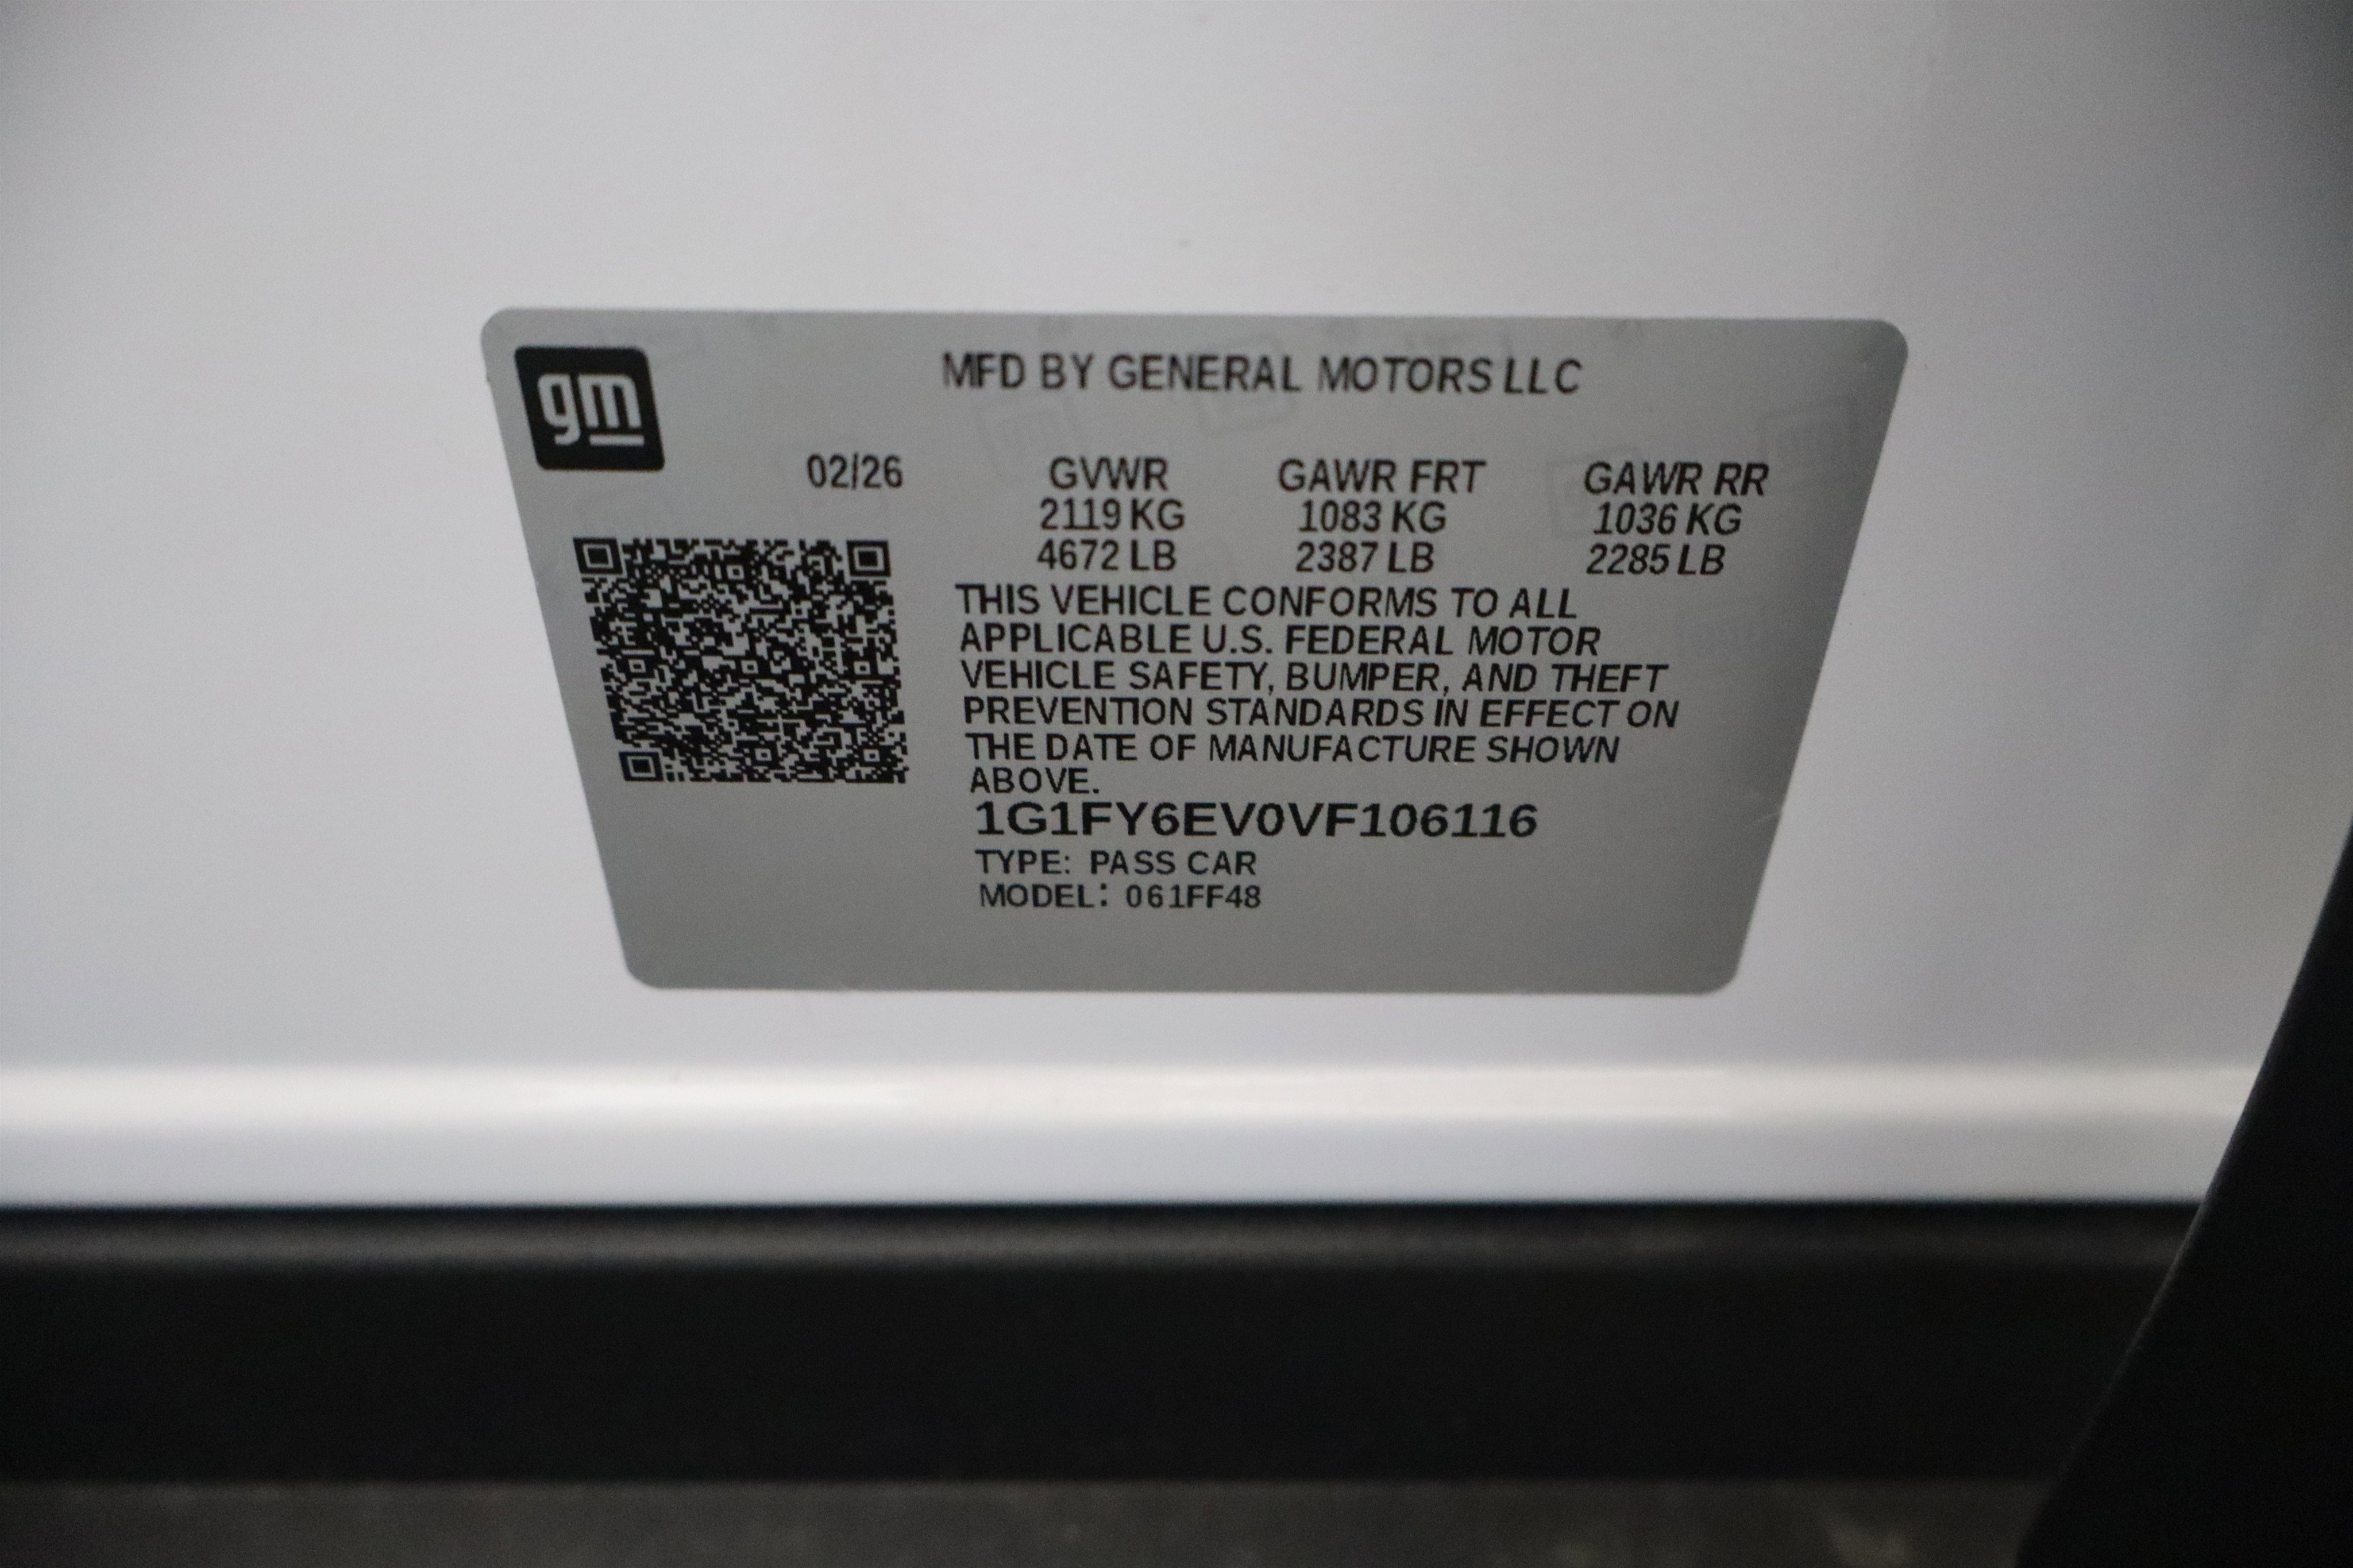 gm
MFD BY GENERAL MOTORS LLC
02/26 GVWR GAWR FRT GAWR RR
2119 KG 1083 KG 1036 KG
4672 LB 2387 LB 2285 LB
THIS VEHICLE CONFORMS TO ALL
APPLICABLE U.S. FEDERAL MOTOR
VEHICLE SAFETY, BUMPER, AND THEFT
PREVENTION STANDARDS IN EFFECT ON
THE DATE OF MANUFACTURE SHOWN
ABOVE.
1G1FY6EV0VF106116
TYPE: PASS CAR
MODEL: 061FF48